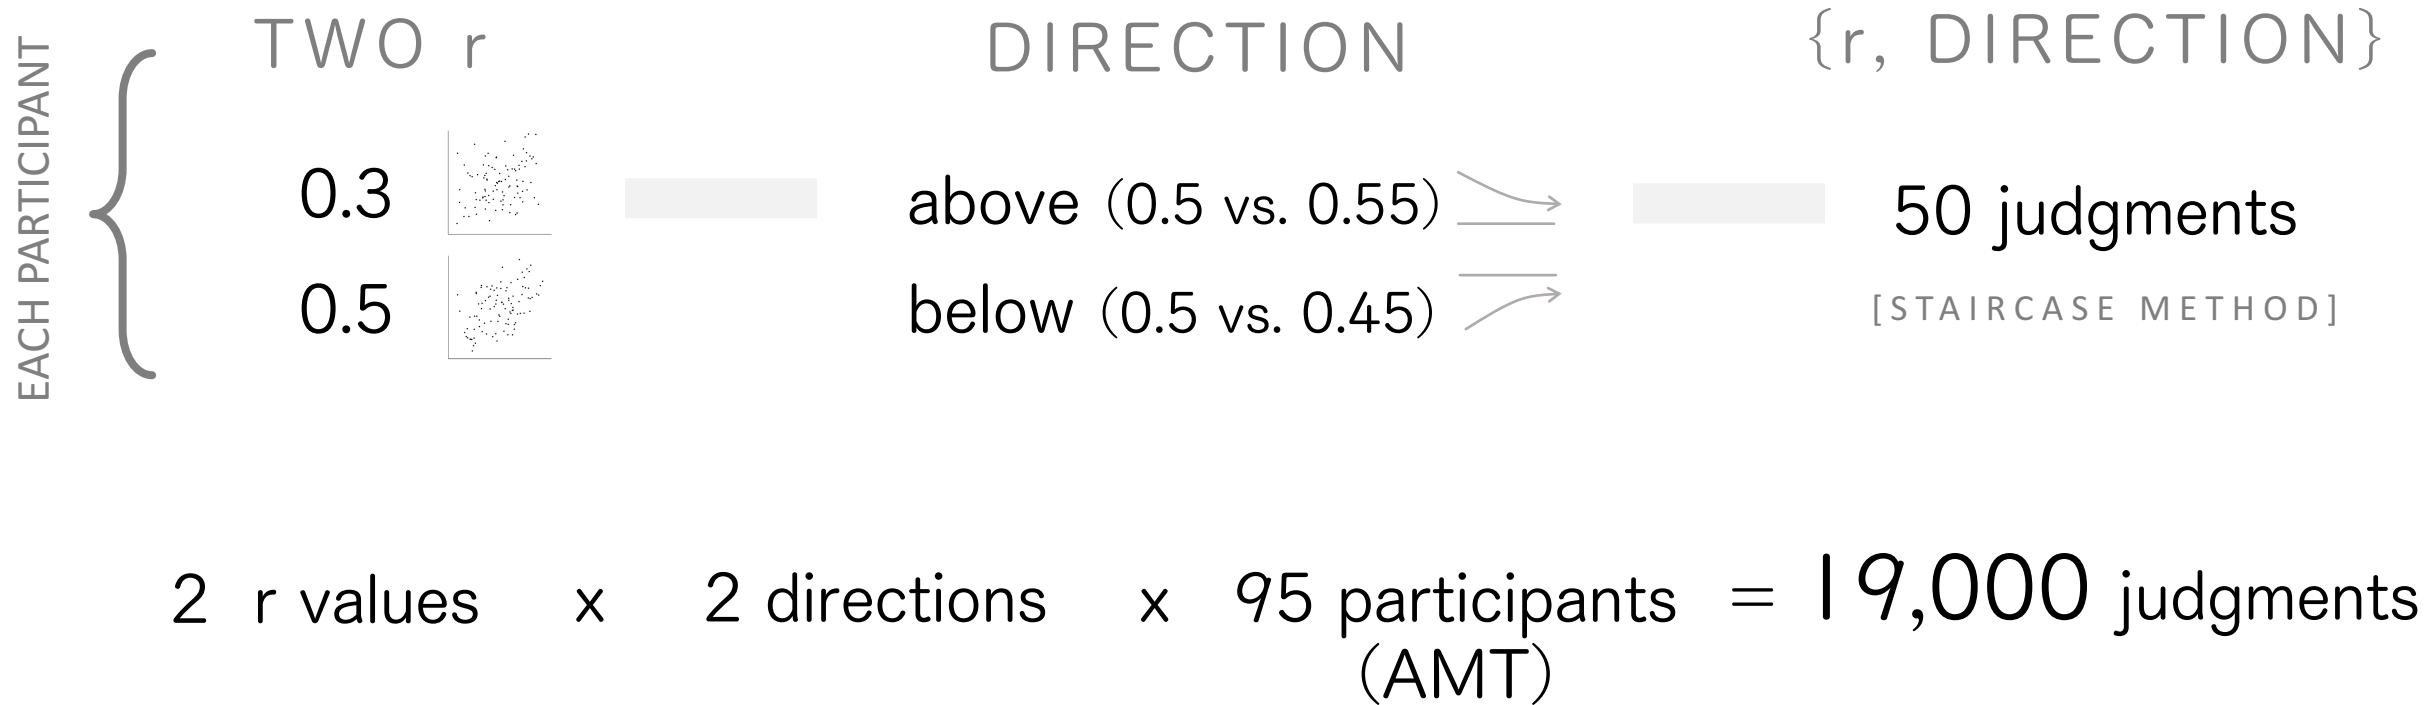 EACH PARTICIPANT
TWO r
DIRECTION
{r, DIRECTION}
0.3
above (0.5 vs. 0.55)
50 judgments
0.5
below (0.5 vs. 0.45)
[STAIRCASE METHOD]
2 r values x 2 directions x 95 participants = 19,000 judgments
(AMT)